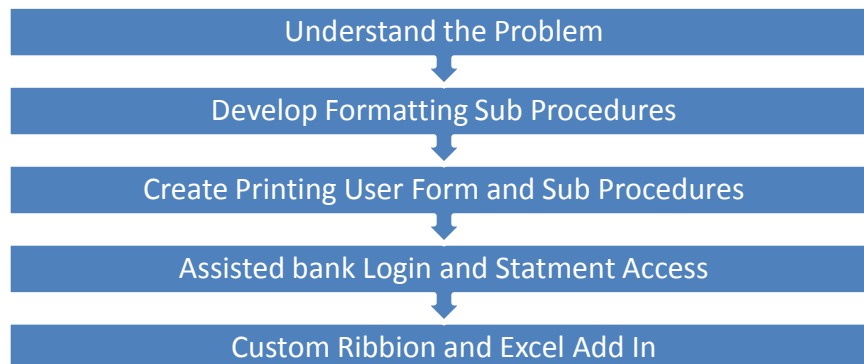 Understand the Problem
Develop Formatting Sub Procedures
Create Printing User Form and Sub Procedures
Assisted bank Login and Statment Access
Custom Ribbion and Excel Add In